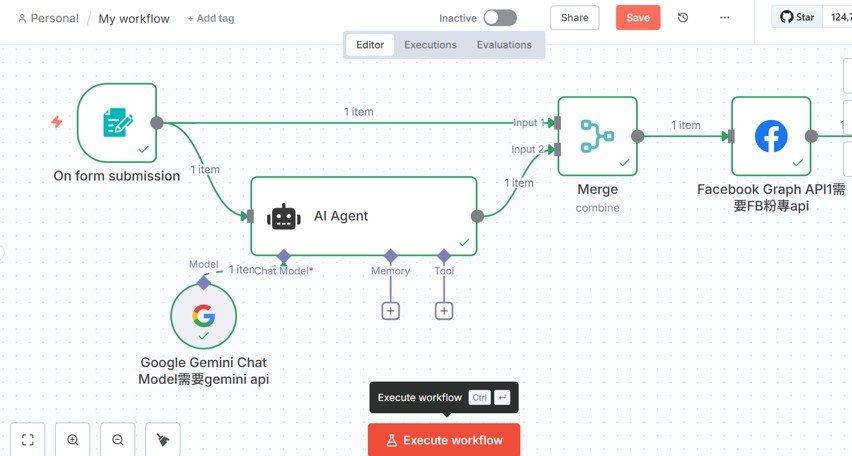 Personal / My workflow + Add tag
Inactive
Share
Save
...
Star 124,7
Editor Executions Evaluations
1 item
Input 1
1 item
1
On form submission
1 item
Input 2
Merge
combine
Facebook Graph API1需
要FB粉專api
1 item
AI Agent
Model
1 item
Chat Model*
Memory
Tool
Google Gemini Chat
Model需要gemini api
Execute workflow Ctrl ↵
Execute workflow